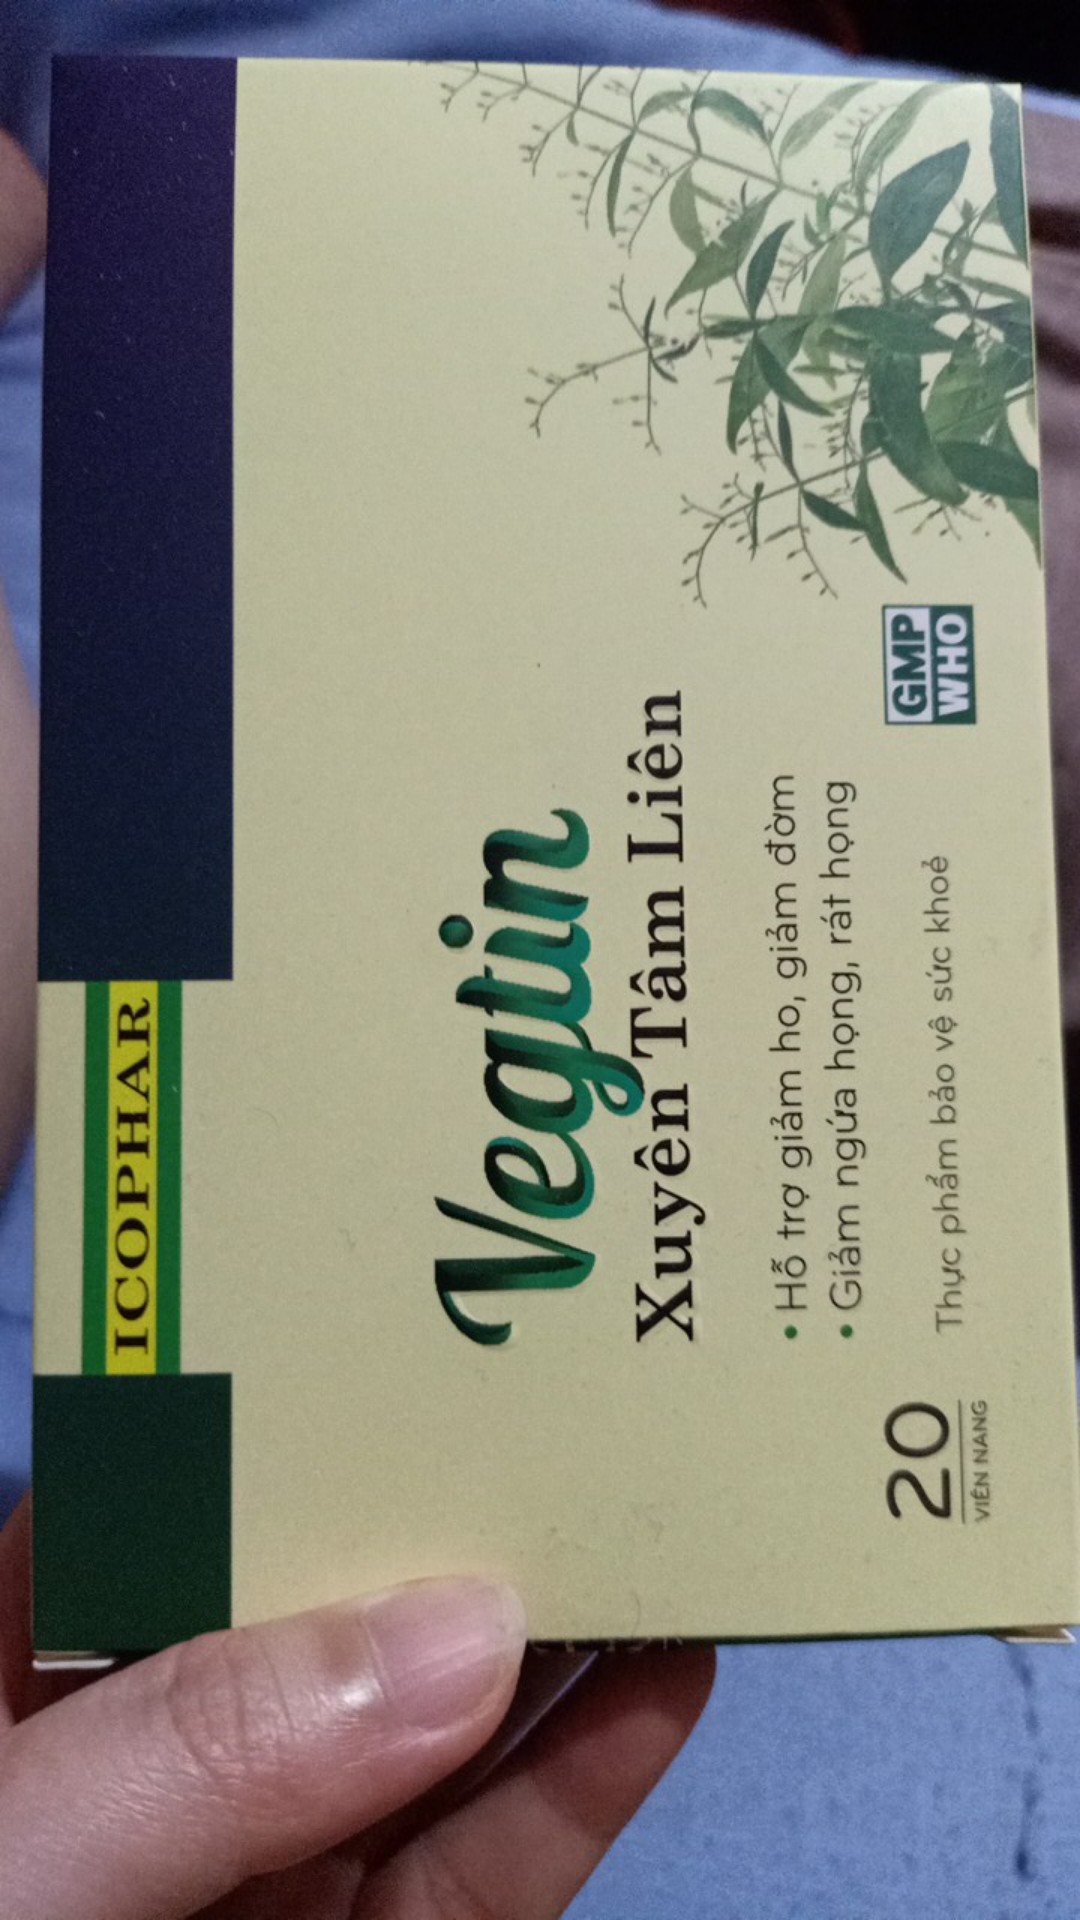 ICOPHAR
Vegtin
Xuyên Tâm Liên
• Hỗ trợ giảm ho, giảm đờm
• Giảm ngứa họng, rát họng
Thực phẩm bảo vệ sức khoẻ
GMP
WHO
20
VIÊN NANG